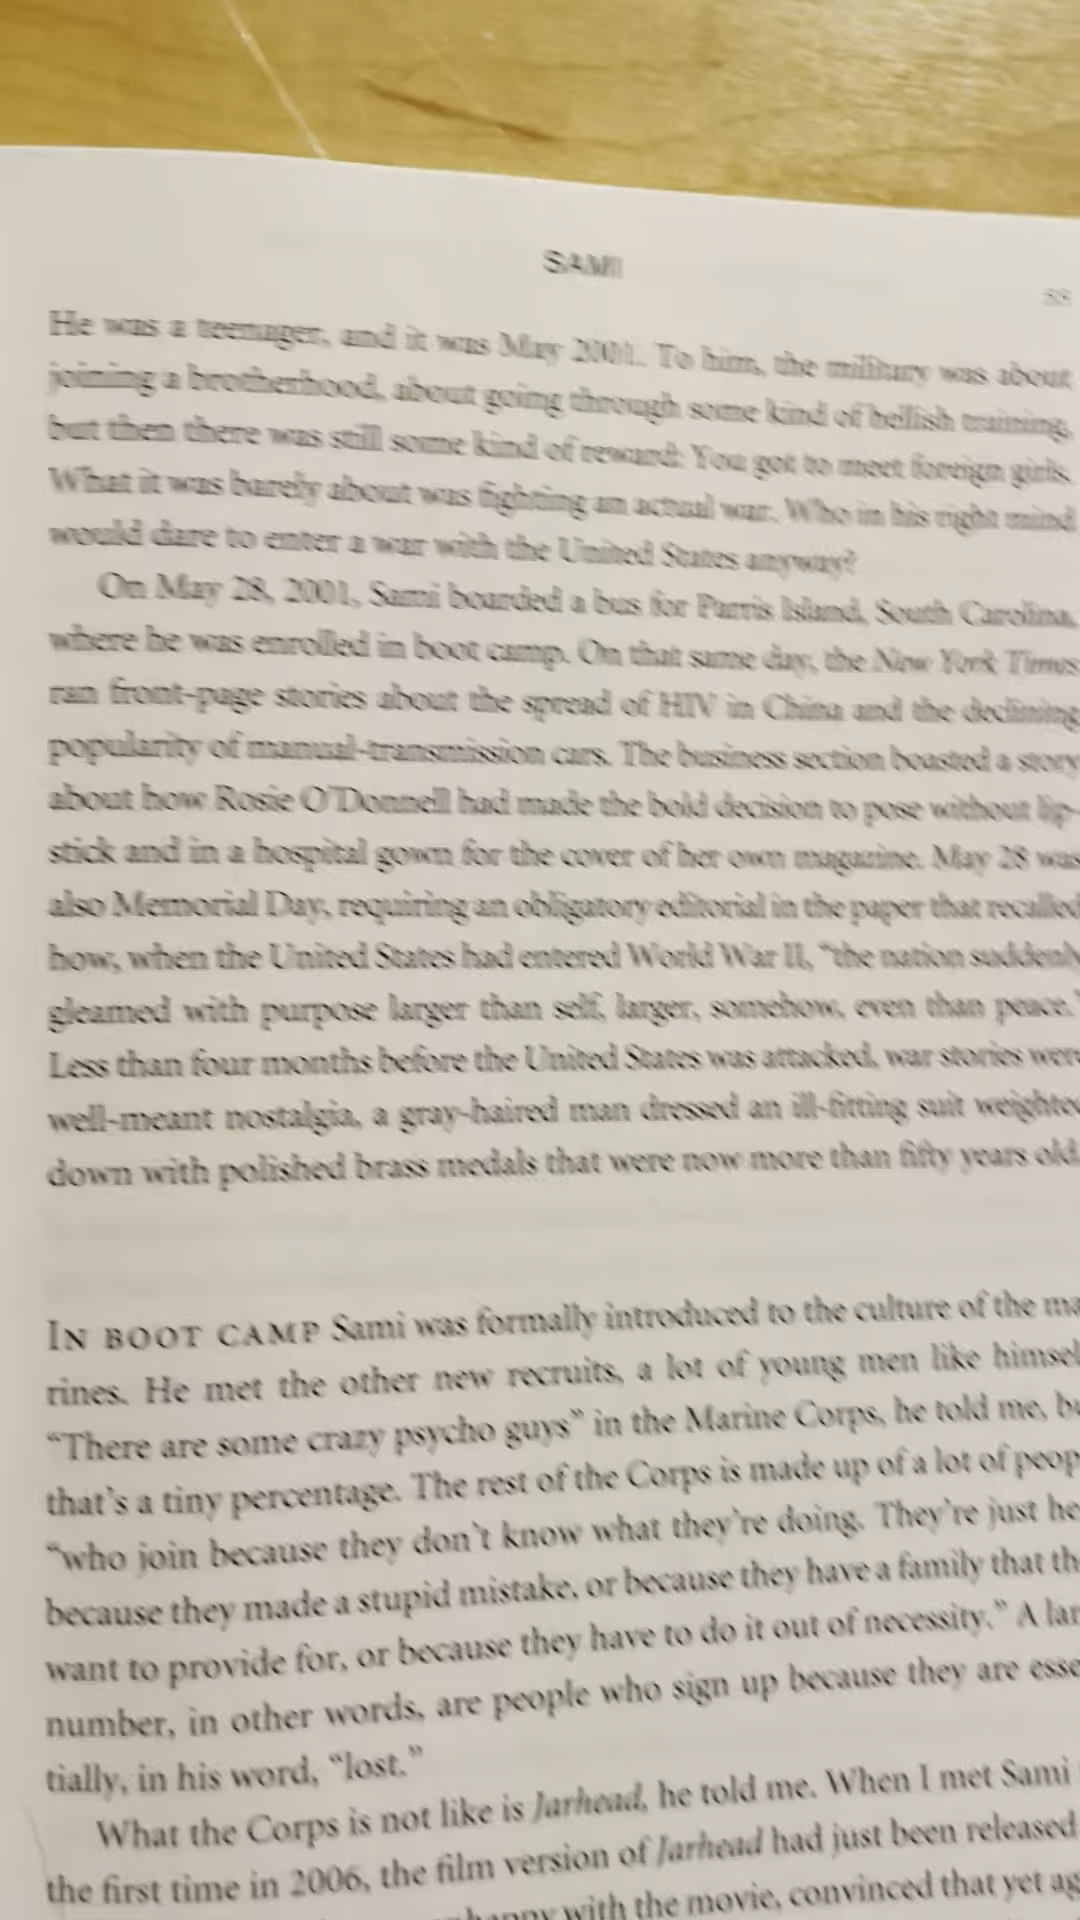 SAMI
He was a teenager, and it was May 2001. To him, the military was about
joining a brotherhood, about going through some kind of hellish training,
but then there was still some kind of reward: You got to meet foreign girls.
What it was barely about was fighting an actual war. Who in his right mind
would dare to enter a war with the United States anyway?
On May 28, 2001, Sami boarded a bus for Parris Island, South Carolina,
where he was enrolled in boot camp. On that same day, the New York Times
ran front-page stories about the spread of HIV in China and the declining
popularity of manual-transmission cars. The business section boasted a story
about how Rosie O'Donnell had made the bold decision to pose without lip-
stick and in a hospital gown for the cover of her own magazine. May 28 was
also Memorial Day, requiring an obligatory editorial in the paper that recalled
how, when the United States had entered World War II, "the nation suddenly
gleamed with purpose larger than self, larger, somehow, even than peace."
Less than four months before the United States was attacked, war stories were
well-meant nostalgia, a gray-haired man dressed an ill-fitting suit weighted
down with polished brass medals that were now more than fifty years old.
IN BOOT CAMP Sami was formally introduced to the culture of the ma
rines. He met the other new recruits, a lot of young men like himsel
"There are some crazy psycho guys" in the Marine Corps, he told me, bu
that's a tiny percentage. The rest of the Corps is made up of a lot of peop
"who join because they don't know what they're doing. They're just he
because they made a stupid mistake, or because they have a family that th
want to provide for, or because they have to do it out of necessity." A lar
number, in other words, are people who sign up because they are esse
tially, in his word, "lost."
What the Corps is not like is Jarhead, he told me. When I met Sami
the first time in 2006, the film version of Jarhead had just been released
happy with the movie, convinced that yet ag